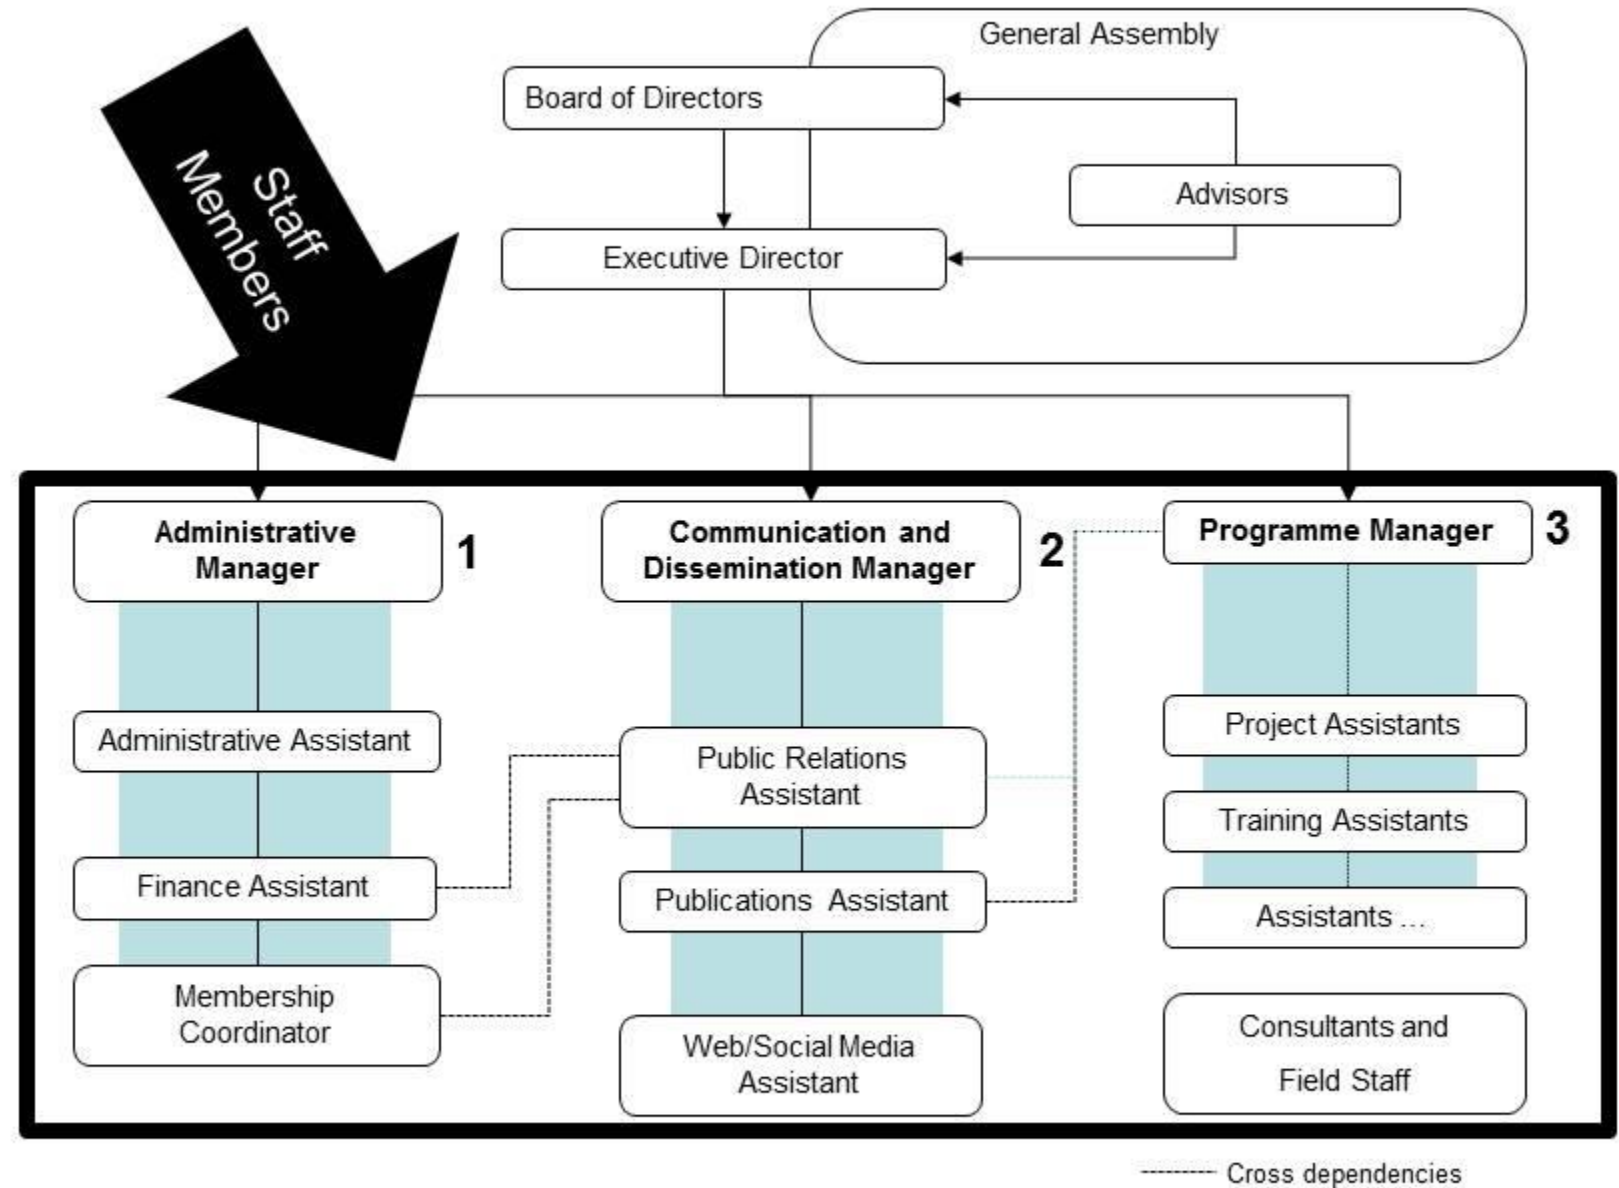 General Assembly
Board of Directors
Advisors
Executive Director
Staff
Members
Administrative
Manager
1
Communication and
Dissemination Manager
2
Programme Manager
3
Administrative Assistant
Finance Assistant
Membership
Coordinator
Public Relations
Assistant
Publications Assistant
Web/Social Media
Assistant
Project Assistants
Training Assistants
Assistants ...
Consultants and
Field Staff
Cross dependencies